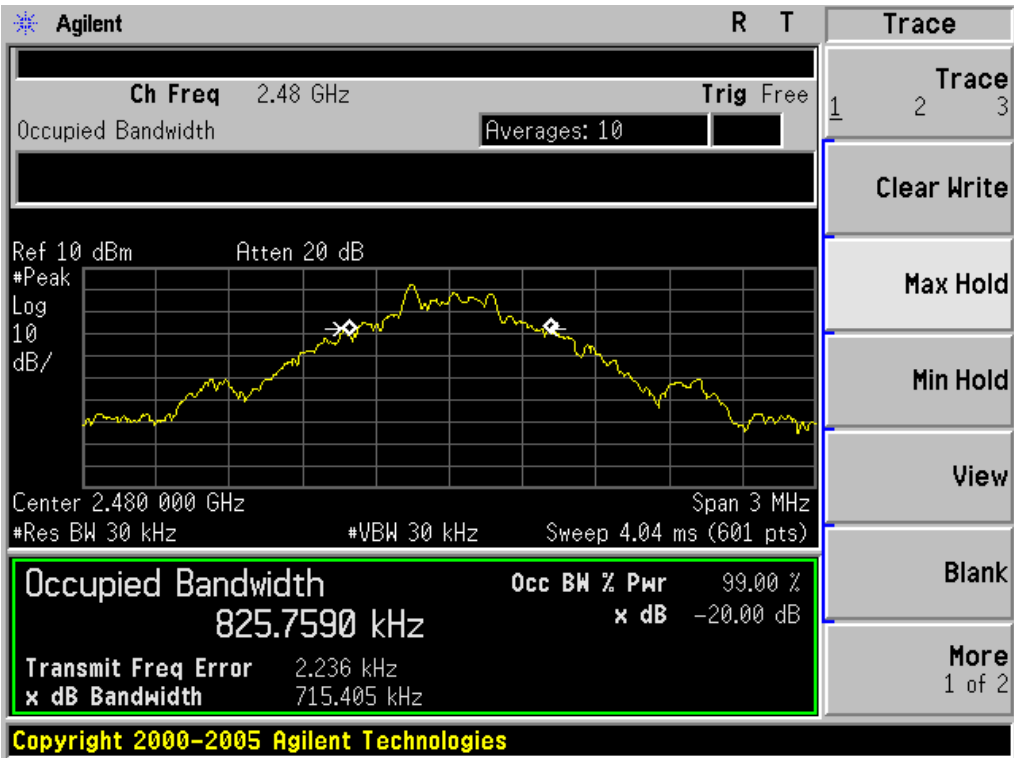 Agilent R T Trace
Trace
1 2 3
Ch Freq 2.48 GHz Trig Free
Occupied Bandwidth Averages: 10
Clear Write
Ref 10 dBm Atten 20 dB
#Peak
Log
10
dB/
Max Hold
Min Hold
View
Center 2.480 000 GHz Span 3 MHz
#Res BW 30 kHz #VBW 30 kHz Sweep 4.04 ms (601 pts)
Blank
Occupied Bandwidth Occ BW % Pwr 99.00 %
825.7590 kHz x dB -20.00 dB
Transmit Freq Error 2.236 kHz
x dB Bandwidth 715.405 kHz
More
1 of 2
Copyright 2000-2005 Agilent Technologies